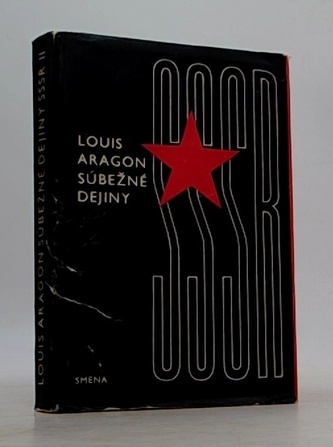 LOUIS
ARAGON
SÚBEŽNÉ
DEJINY
SSSR
SMENA
LOUIS ARAGON SÚBEŽNÉ DEJINY SSSR II